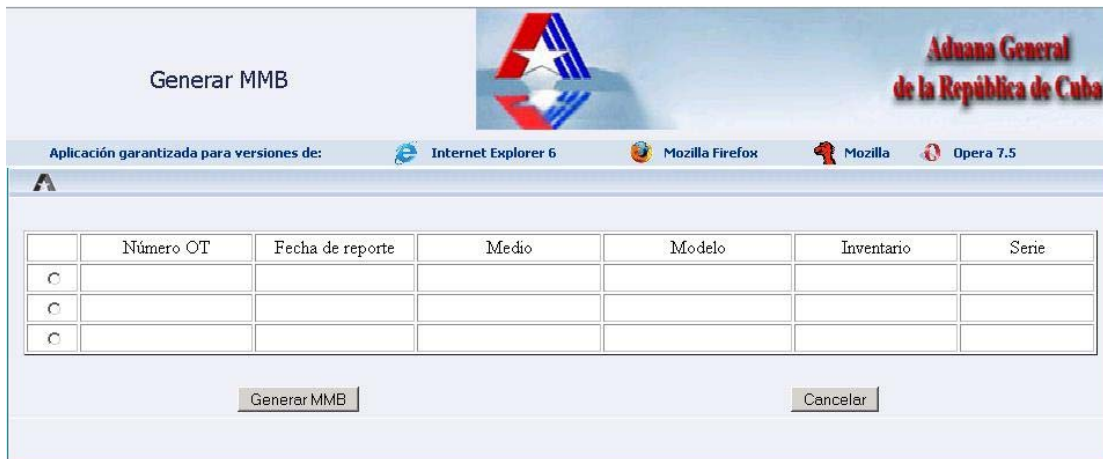 Generar MMB
Aduana General
de la República de Cuba
Aplicación garantizada para versiones de: Internet Explorer 6 Mozilla Firefox Mozilla Opera 7.5
Número OT Fecha de reporte Medio Modelo Inventario Serie
Generar MMB Cancelar